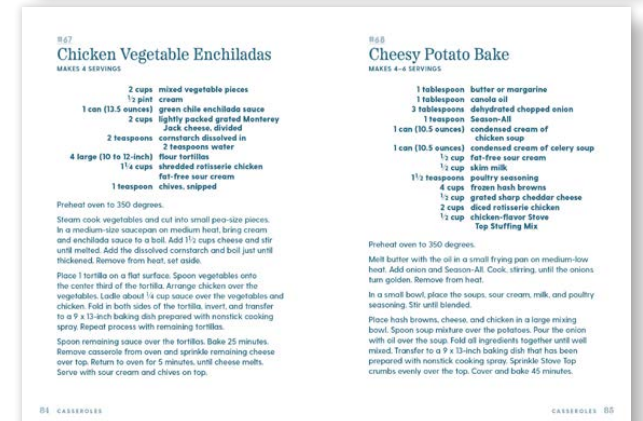 #67
Chicken Vegetable Enchiladas
MAKES 4 SERVINGS
2 cups mixed vegetable pieces
½ pint cream
1 can (13.5 ounces) green chile enchilada sauce
2 cups lightly packed grated Monterey
Jack cheese, divided
2 teaspoons cornstarch dissolved in
2 teaspoons water
4 large (10 to 12-inch) flour tortillas
1¼ cups shredded rotisserie chicken
fat-free sour cream
1 teaspoon chives, snipped
Preheat oven to 350 degrees.
Steam cook vegetables and cut into small pea-size pieces.
In a medium-size saucepan on medium heat, bring cream
and enchilada sauce to a boil. Add 1½ cups cheese and stir
until melted. Add the dissolved cornstarch and boil just until
thickened. Remove from heat, set aside.
Place 1 tortilla on a flat surface. Spoon vegetables onto
the center third of the tortilla. Arrange chicken over the
vegetables. Ladle about ¼ cup sauce over the vegetables and
chicken. Fold in both sides of the tortilla, invert, and transfer
to a 9 x 13-inch baking dish prepared with nonstick cooking
spray. Repeat process with remaining tortillas.
Spoon remaining sauce over the tortillas. Bake 25 minutes.
Remove casserole from oven and sprinkle remaining cheese
over top. Return to oven for 5 minutes, until cheese melts.
Serve with sour cream and chives on top.
84 CASSEROLES
#68
Cheesy Potato Bake
MAKES 4–6 SERVINGS
1 tablespoon butter or margarine
1 tablespoon canola oil
3 tablespoons dehydrated chopped onion
1 teaspoon Season-All
1 can (10.5 ounces) condensed cream of
chicken soup
1 can (10.5 ounces) condensed cream of celery soup
½ cup fat-free sour cream
½ cup skim milk
1½ teaspoons poultry seasoning
4 cups frozen hash browns
½ cup grated sharp cheddar cheese
2 cups diced rotisserie chicken
½ cup chicken-flavor Stove
Top Stuffing Mix
Preheat oven to 350 degrees.
Melt butter with the oil in a small frying pan on medium-low
heat. Add onion and Season-All. Cook, stirring, until the onions
turn golden. Remove from heat.
In a small bowl, place the soups, sour cream, milk, and poultry
seasoning. Stir until blended.
Place hash browns, cheese, and chicken in a large mixing
bowl. Spoon soup mixture over the potatoes. Pour the onion
with oil over the soup. Fold all ingredients together until well
mixed. Transfer to a 9 x 13-inch baking dish that has been
prepared with nonstick cooking spray. Sprinkle Stove Top
crumbs evenly over the top. Cover and bake 45 minutes.
CASSEROLES 85